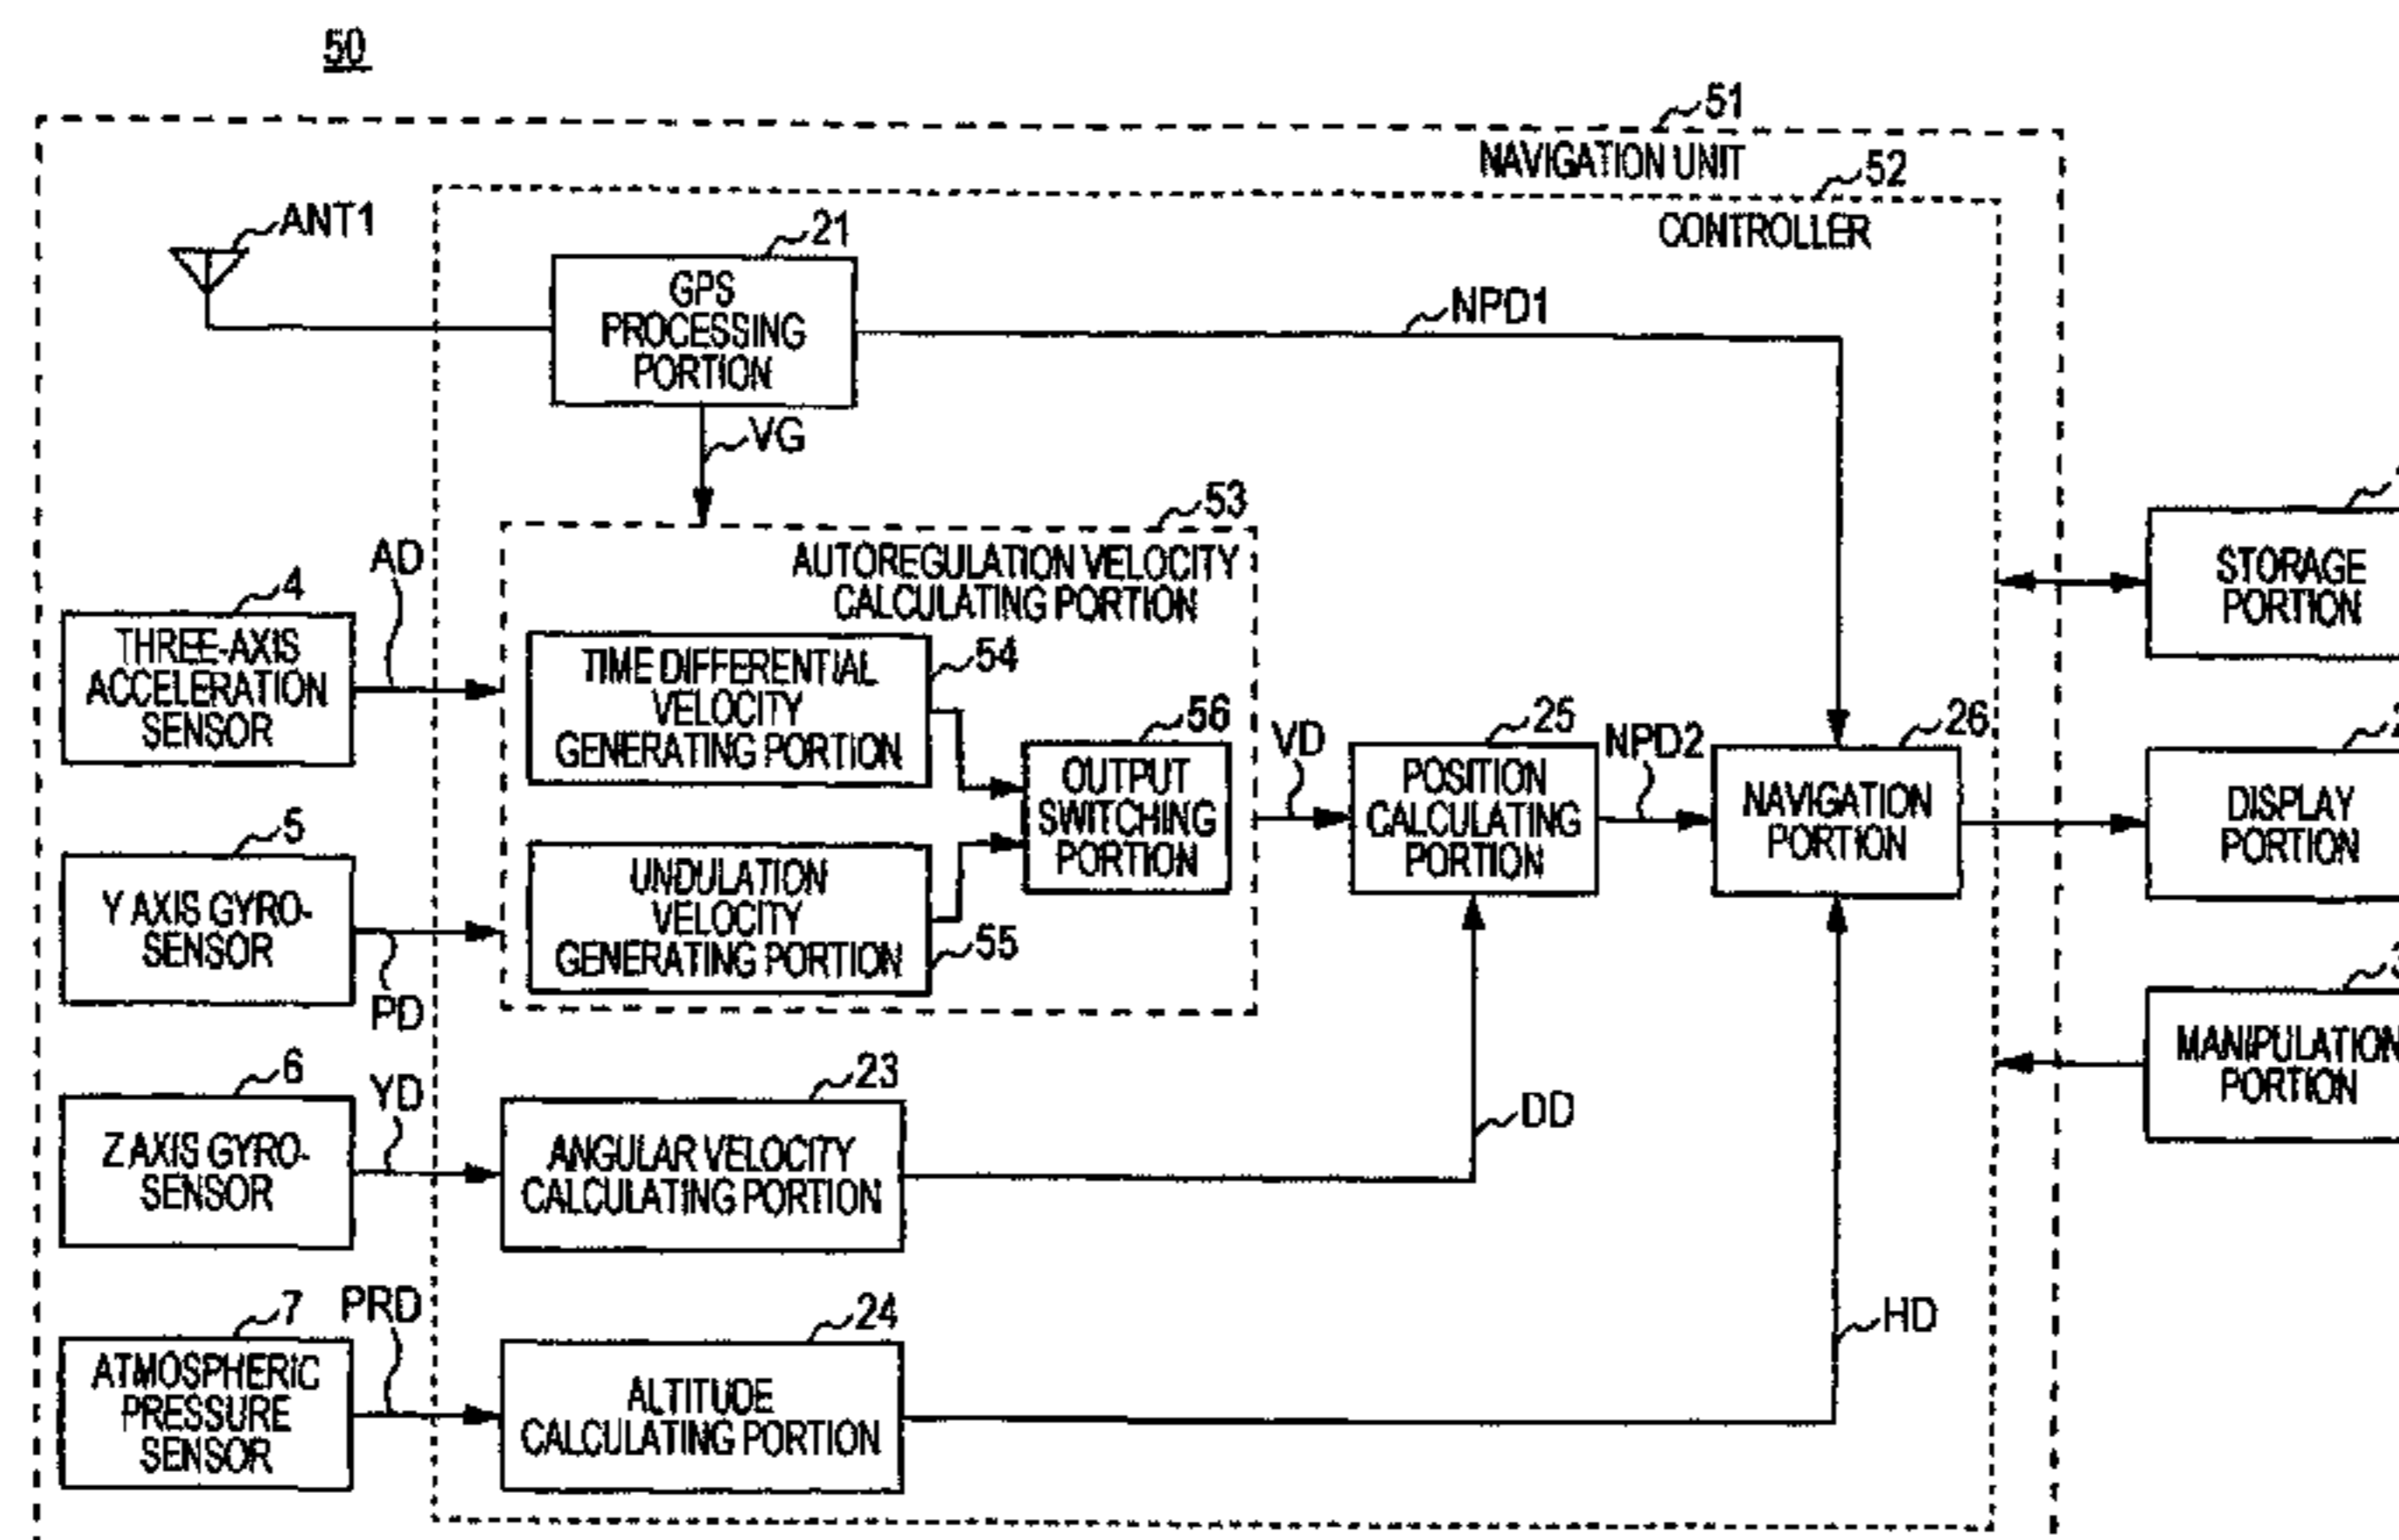 50
51
NAVIGATION UNIT
52
CONTROLLER
ANT1
21
GPS
PROCESSING
PORTION
NPD1
VG
53
AUTOREGULATION VELOCITY
CALCULATING PORTION
AD
4
THREE-AXIS
ACCELERATION
SENSOR
TIME DIFFERENTIAL
VELOCITY
GENERATING PORTION
54
56
OUTPUT
SWITCHING
PORTION
VD
25
POSITION
CALCULATING
PORTION
NPD2
26
NAVIGATION
PORTION
STORAGE
PORTION
2
DISPLAY
PORTION
5
Y AXIS GYRO-
SENSOR
PD
UNDULATION
VELOCITY
GENERATING PORTION
55
3
MANIPULATION
PORTION
6
Z AXIS GYRO-
SENSOR
YD
23
ANGULAR VELOCITY
CALCULATING PORTION
DD
7
ATMOSPHERIC
PRESSURE
SENSOR
PRD
24
ALTITUDE
CALCULATING PORTION
HD